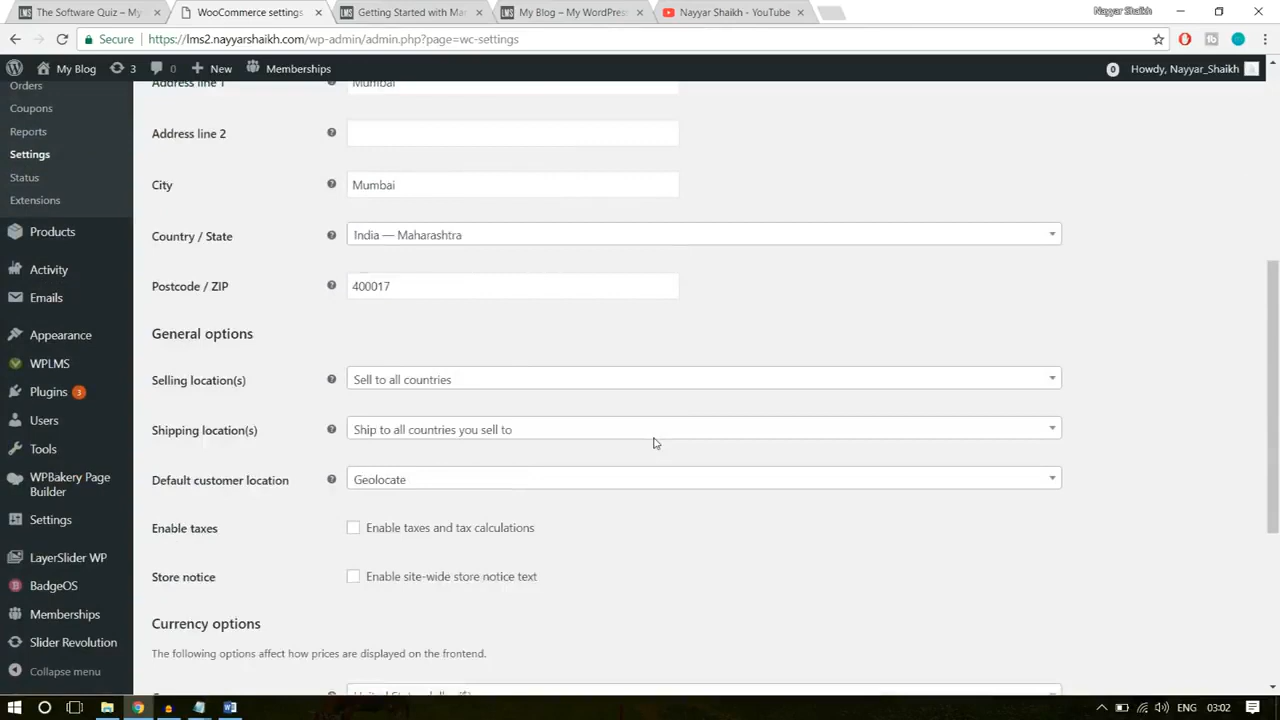 The Software Quiz – My
WooCommerce settings
Getting Started with Mar
My Blog – My WordPress
Nayyar Shaikh - YouTube
Nayyar Shaikh
Secure https://lms2.nayyarshaikh.com/wp-admin/admin.php?page=wc-settings
My Blog 3 0 New Memberships 0 Howdy, Nayyar_Shaikh
Orders
Coupons
Reports
Settings
Status
Extensions
Products
Activity
Emails
Appearance
WPLMS
Plugins 3
Users
Tools
WPBakery Page
Builder
Settings
LayerSlider WP
BadgeOS
Memberships
Slider Revolution
Collapse menu
Address line 1 Mumbai
Address line 2
City Mumbai
Country / State India — Maharashtra
Postcode / ZIP 400017
General options
Selling location(s) Sell to all countries
Shipping location(s) Ship to all countries you sell to
Default customer location Geolocate
Enable taxes Enable taxes and tax calculations
Store notice Enable site-wide store notice text
Currency options
The following options affect how prices are displayed on the frontend.
ENG 03:02